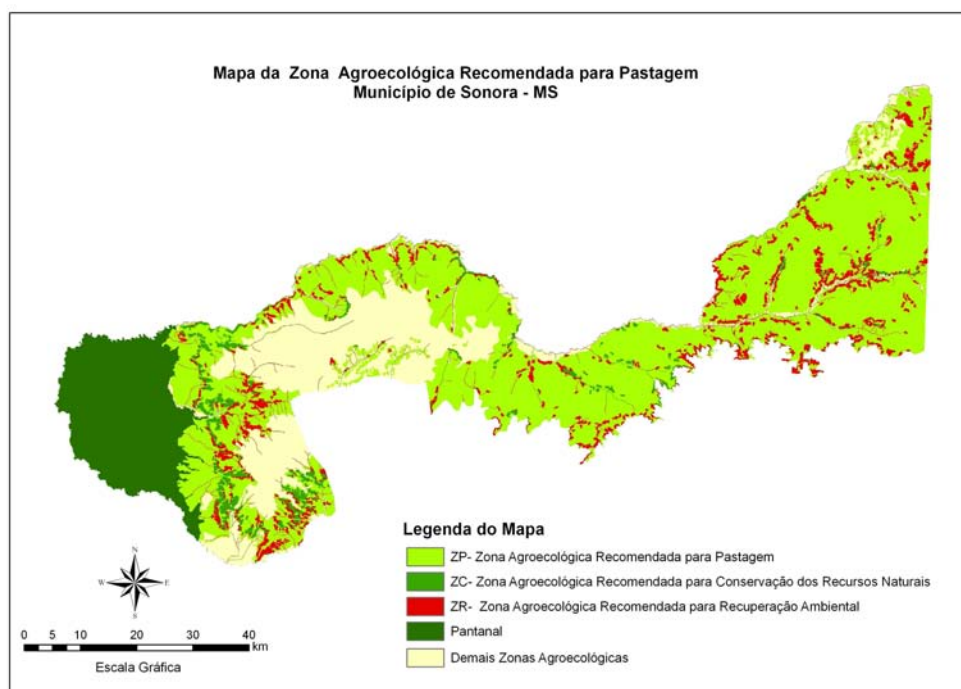 Mapa da Zona Agroecológica Recomendada para Pastagem
Município de Sonora - MS
Legenda do Mapa
ZP- Zona Agroecológica Recomendada para Pastagem
ZC- Zona Agroecológica Recomendada para Conservação dos Recursos Naturais
ZR- Zona Agroecológica Recomendada para Recuperação Ambiental
Pantanal
Demais Zonas Agroecológicas
N
W E
S
0 5 10 20 30 40
km
Escala Gráfica